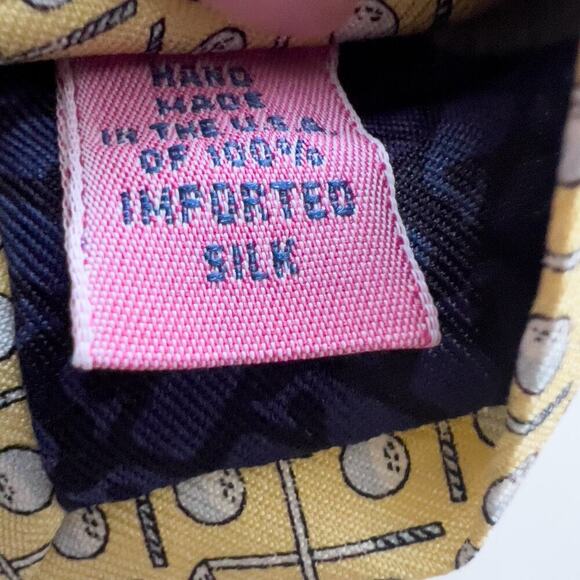 HAND
MADE
IN THE U.S.A.
OF 100%
IMPORTED
SILK